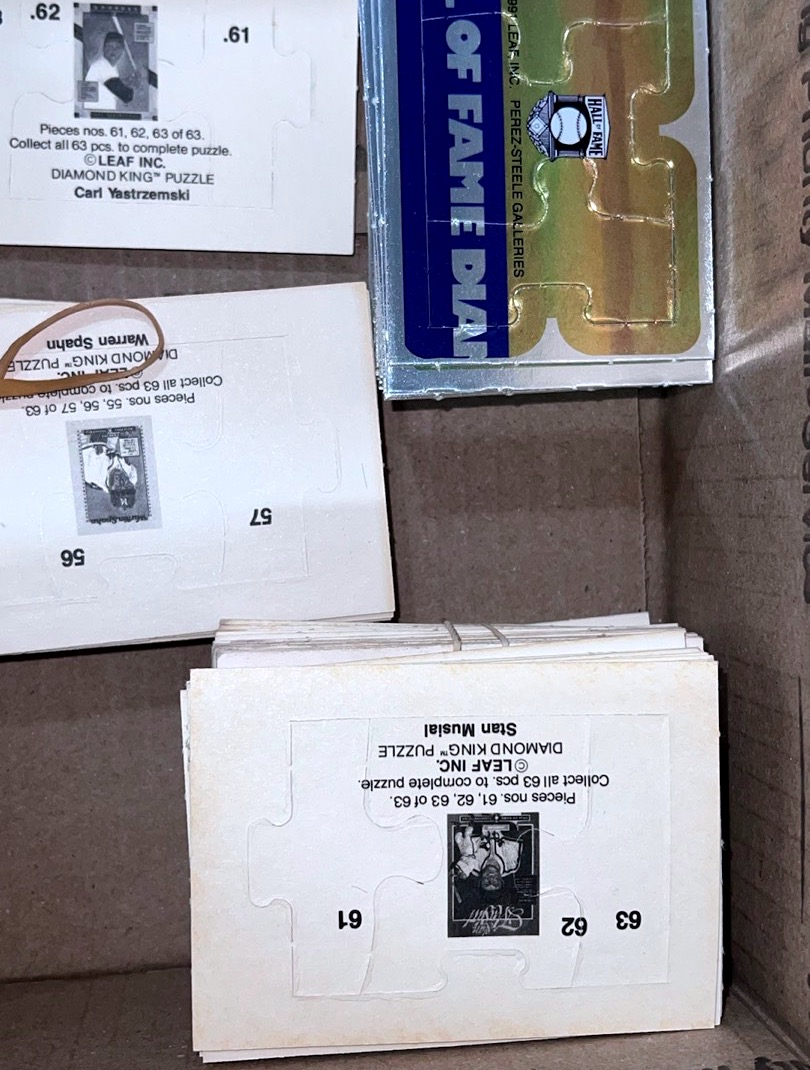 .62
.61
Pieces nos. 61, 62, 63 of 63.
Collect all 63 pcs. to complete puzzle.
©LEAF INC.
DIAMOND KING™ PUZZLE
Carl Yastrzemski
OF FAME
LEAF, INC. PEREZ-STEELE GALLERIES
HALL OF FAME
Warren Spahn
KING™ PUZZLE
INC.
Collect all 63 pcs. to complete
Pieces nos. 55, 56, 57 of 63.
Warren Spahn
57
56
Stan Musial
DIAMOND KING™ PUZZLE
© LEAF INC.
Collect all 63 pcs. to complete puzzle.
Pieces nos. 61, 62, 63 of 63.
61
62
63